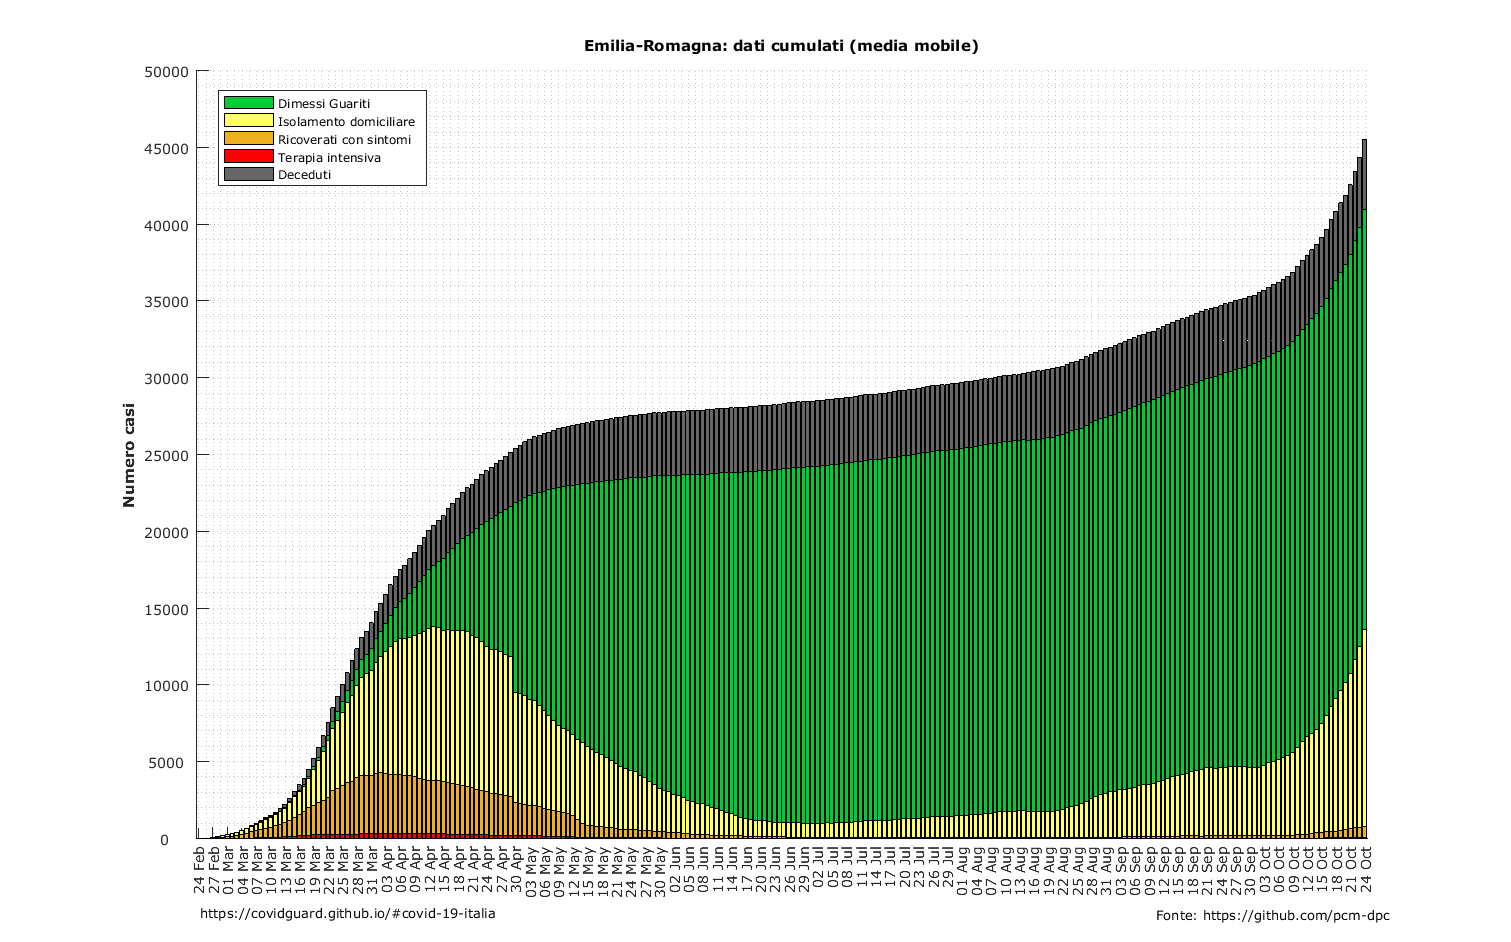 Emilia-Romagna: dati cumulati (media mobile)
50000
45000
40000
35000
30000
25000
20000
15000
10000
5000
0
Numero casi
Dimessi Guariti
Isolamento domiciliare
Ricoverati con sintomi
Terapia intensiva
Deceduti
24 Feb
27 Feb
01 Mar
04 Mar
07 Mar
10 Mar
13 Mar
16 Mar
19 Mar
22 Mar
25 Mar
28 Mar
31 Mar
03 Apr
06 Apr
09 Apr
12 Apr
15 Apr
18 Apr
21 Apr
24 Apr
27 Apr
30 Apr
03 May
06 May
09 May
12 May
15 May
18 May
21 May
24 May
27 May
30 May
02 Jun
05 Jun
08 Jun
11 Jun
14 Jun
17 Jun
20 Jun
23 Jun
26 Jun
29 Jun
02 Jul
05 Jul
08 Jul
11 Jul
14 Jul
17 Jul
20 Jul
23 Jul
26 Jul
29 Jul
01 Aug
04 Aug
07 Aug
10 Aug
13 Aug
16 Aug
19 Aug
22 Aug
25 Aug
28 Aug
31 Aug
03 Sep
06 Sep
09 Sep
12 Sep
15 Sep
18 Sep
21 Sep
24 Sep
27 Sep
30 Sep
03 Oct
06 Oct
09 Oct
12 Oct
15 Oct
18 Oct
21 Oct
24 Oct
https://covidguard.github.io/#covid-19-italia
Fonte: https://github.com/pcm-dpc